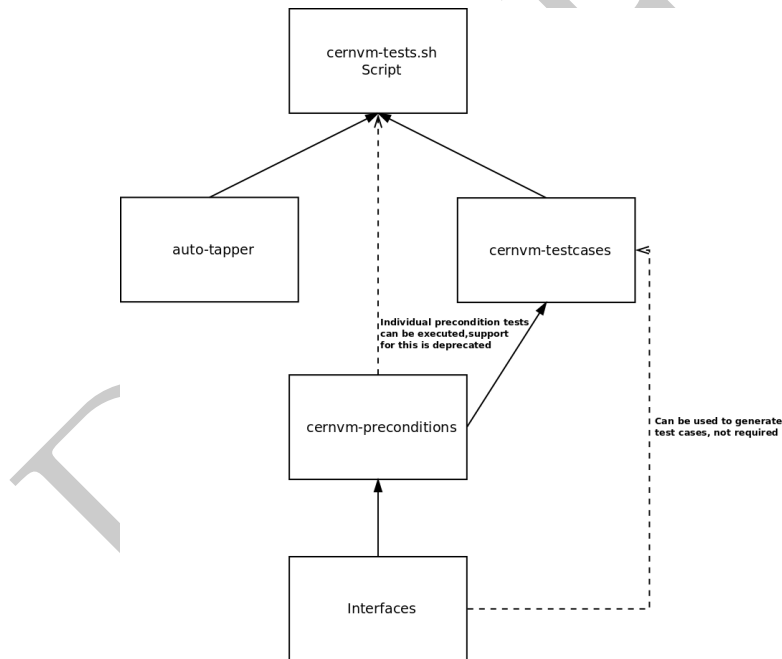 cernvm-tests.sh
Script
auto-tapper
cernvm-testcases
Individual precondition tests
can be executed,support
for this is deprecated
cernvm-preconditions
Can be used to generate
test cases, not required
Interfaces